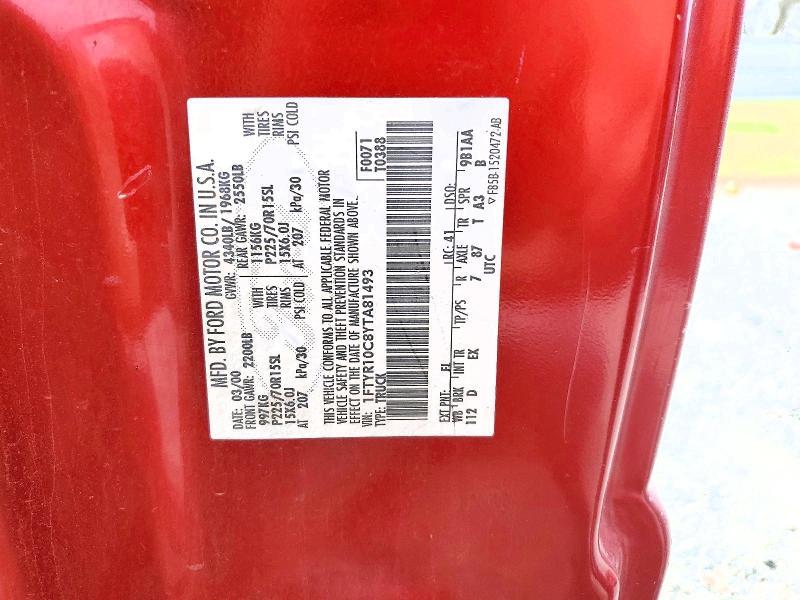 MFD. BY FORD MOTOR CO. IN U.S.A.
DATE: 03/00 GVWR: 4340LB/ 1968KG
FRONT GAWR: 2200LB REAR GAWR: 2550LB
997KG WITH 1156KG WITH
P225/70R15SL TIRES P225/70R15SL TIRES
15X6.0J RIMS 15X6.0J RIMS
AT 207 kPa/30 PSI COLD AT 207 kPa/30 PSI COLD
THIS VEHICLE CONFORMS TO ALL APPLICABLE FEDERAL MOTOR
VEHICLE SAFETY AND THEFT PREVENTION STANDARDS IN
EFFECT ON THE DATE OF MANUFACTURE SHOWN ABOVE.
VIN: 1FTYR10C8YTA81493 F0071
TYPE: TRUCK T0388
EXT PNT: FL RC: 41 DSO:
WB BRK INT TR TP/PS R AXLE TR SPR 9B1AA
112 D EX 7 87 T A3 B
UTC ▽ F85B-1520472-AB